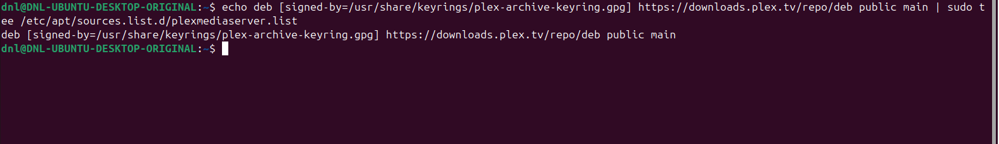 dnl@DNL-UBUNTU-DESKTOP-ORIGINAL:~$ echo deb [signed-by=/usr/share/keyrings/plex-archive-keyring.gpg] https://downloads.plex.tv/repo/deb public main | sudo t
ee /etc/apt/sources.list.d/plexmediaserver.list
deb [signed-by=/usr/share/keyrings/plex-archive-keyring.gpg] https://downloads.plex.tv/repo/deb public main
dnl@DNL-UBUNTU-DESKTOP-ORIGINAL:~$